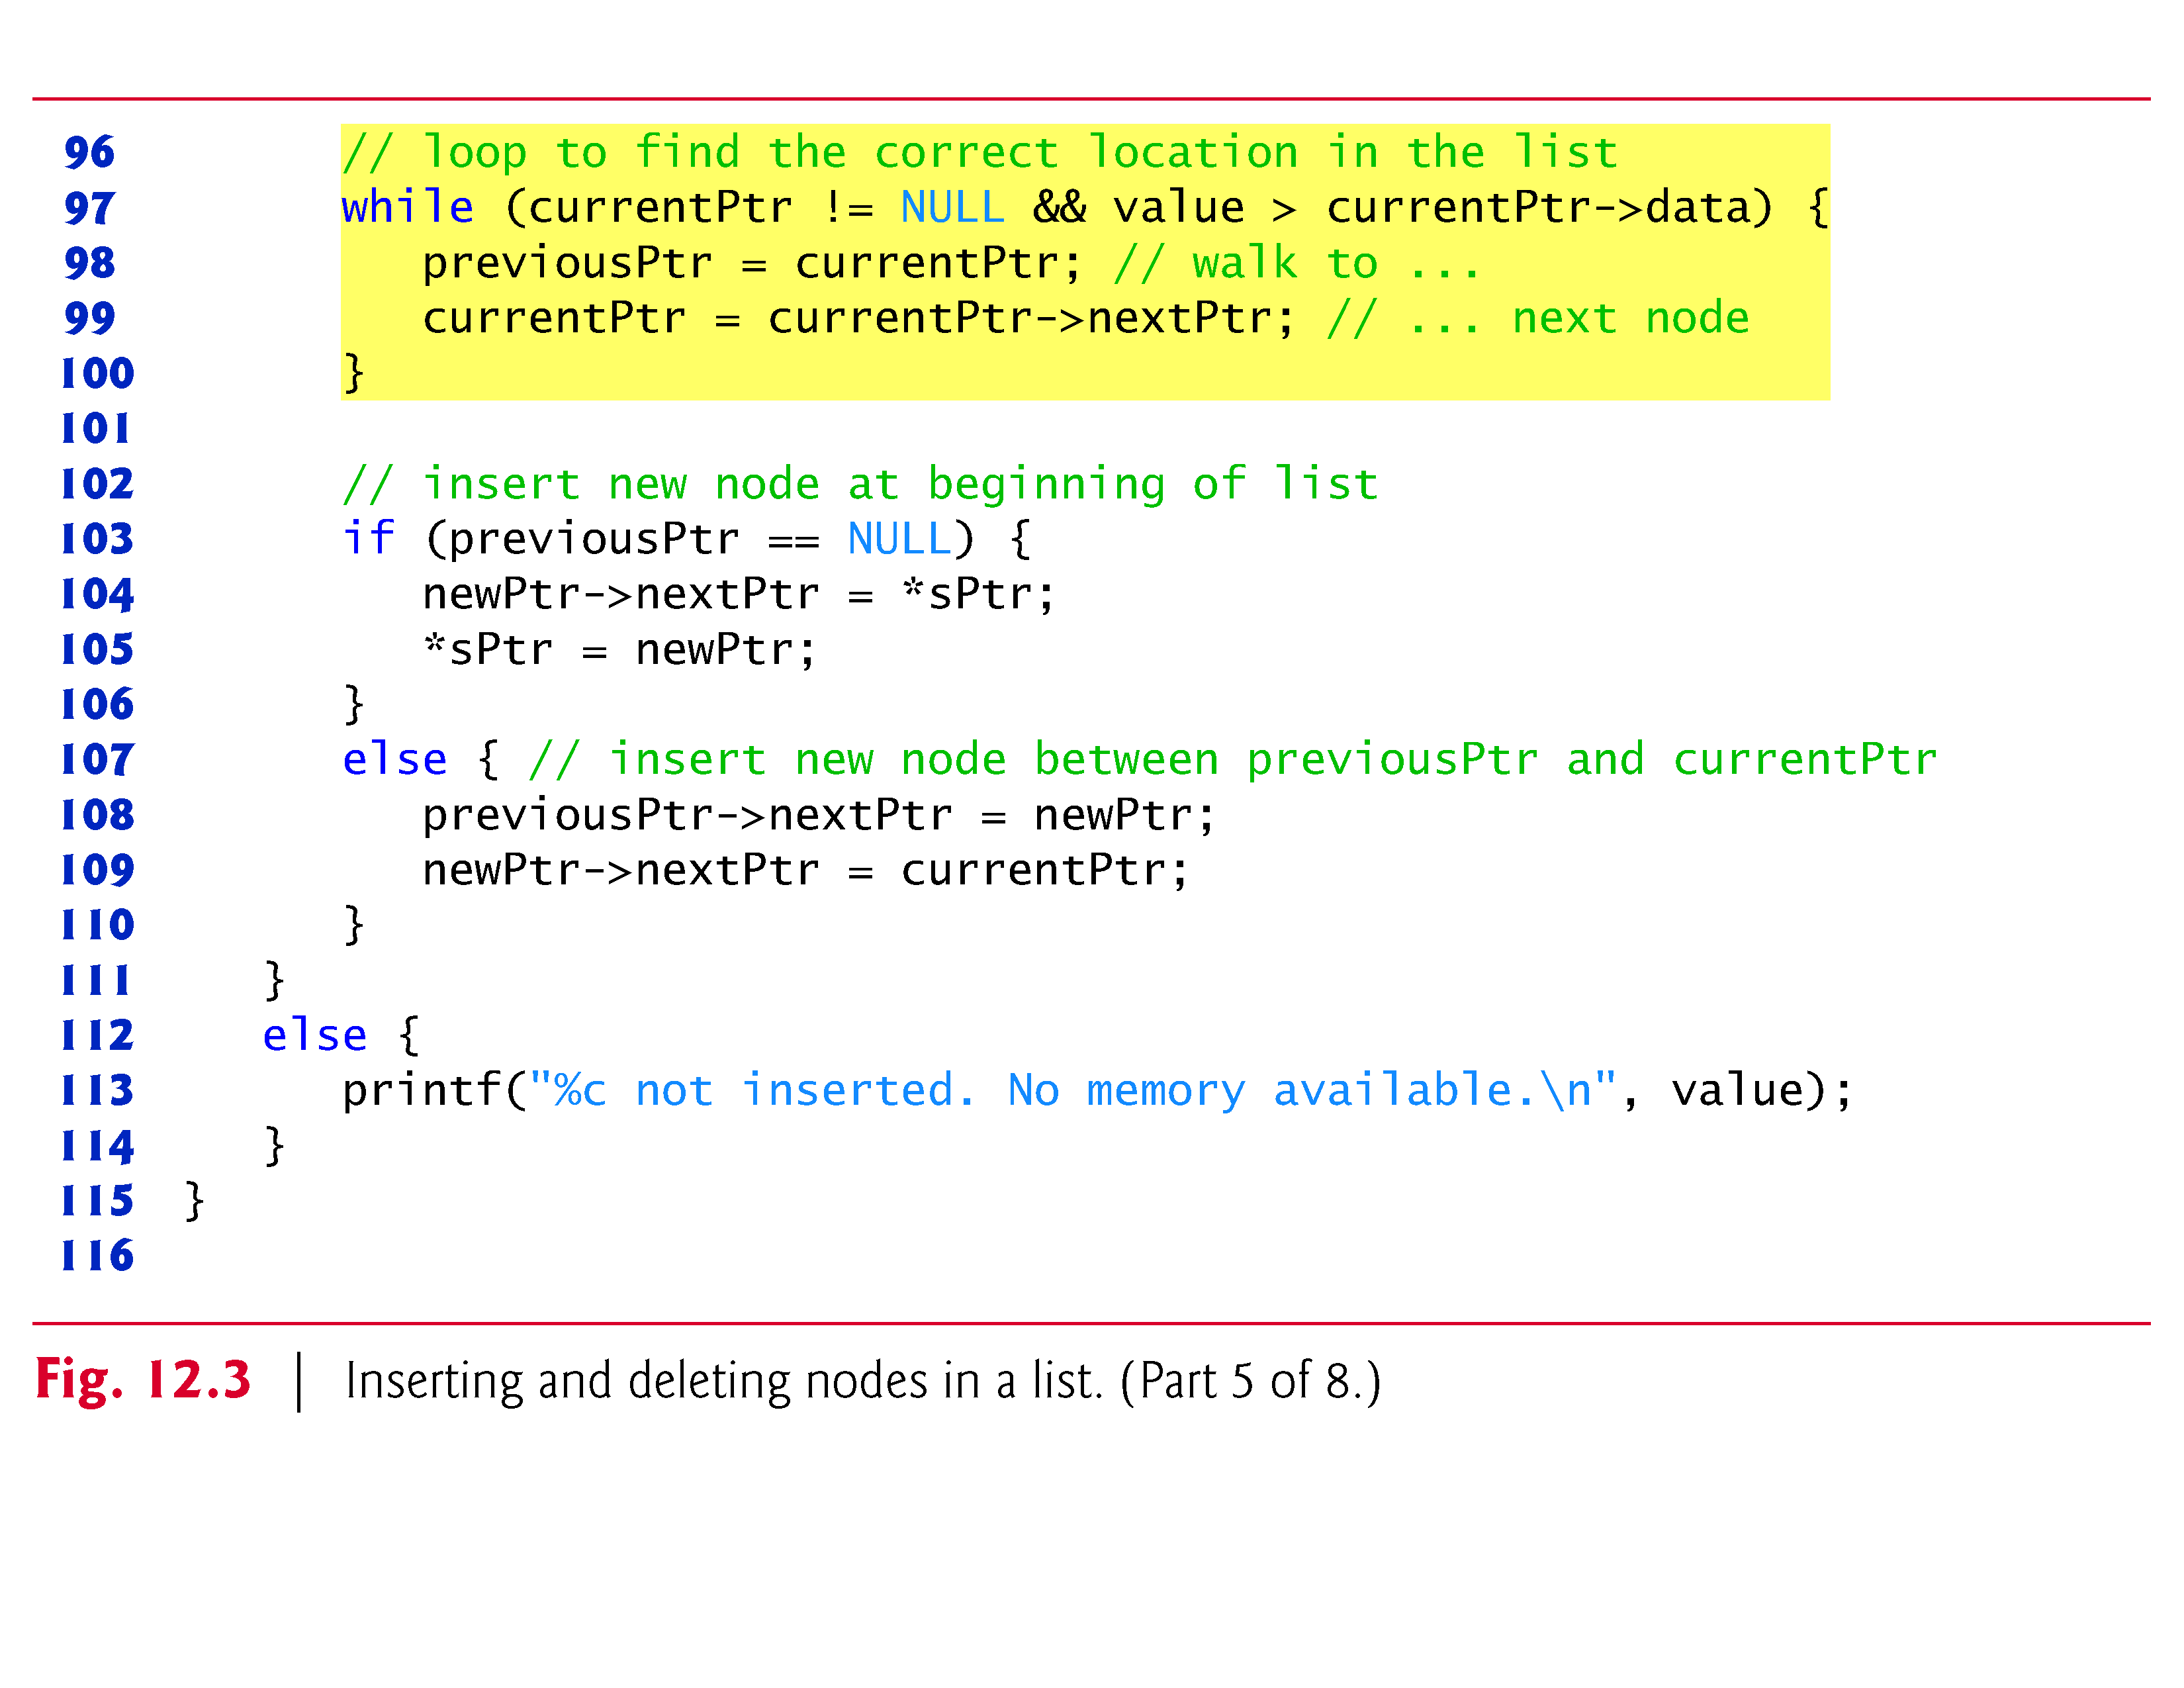 96 // loop to find the correct location in the list
97 while (currentPtr != NULL && value > currentPtr->data) {
98 previousPtr = currentPtr; // walk to ...
99 currentPtr = currentPtr->nextPtr; // ... next node
100 }
101
102 // insert new node at beginning of list
103 if (previousPtr == NULL) {
104 newPtr->nextPtr = *sPtr;
105 *sPtr = newPtr;
106 }
107 else { // insert new node between previousPtr and currentPtr
108 previousPtr->nextPtr = newPtr;
109 newPtr->nextPtr = currentPtr;
110 }
111 }
112 else {
113 printf("%c not inserted. No memory available.\n", value);
114 }
115 }
116
Fig. 12.3 | Inserting and deleting nodes in a list. (Part 5 of 8.)